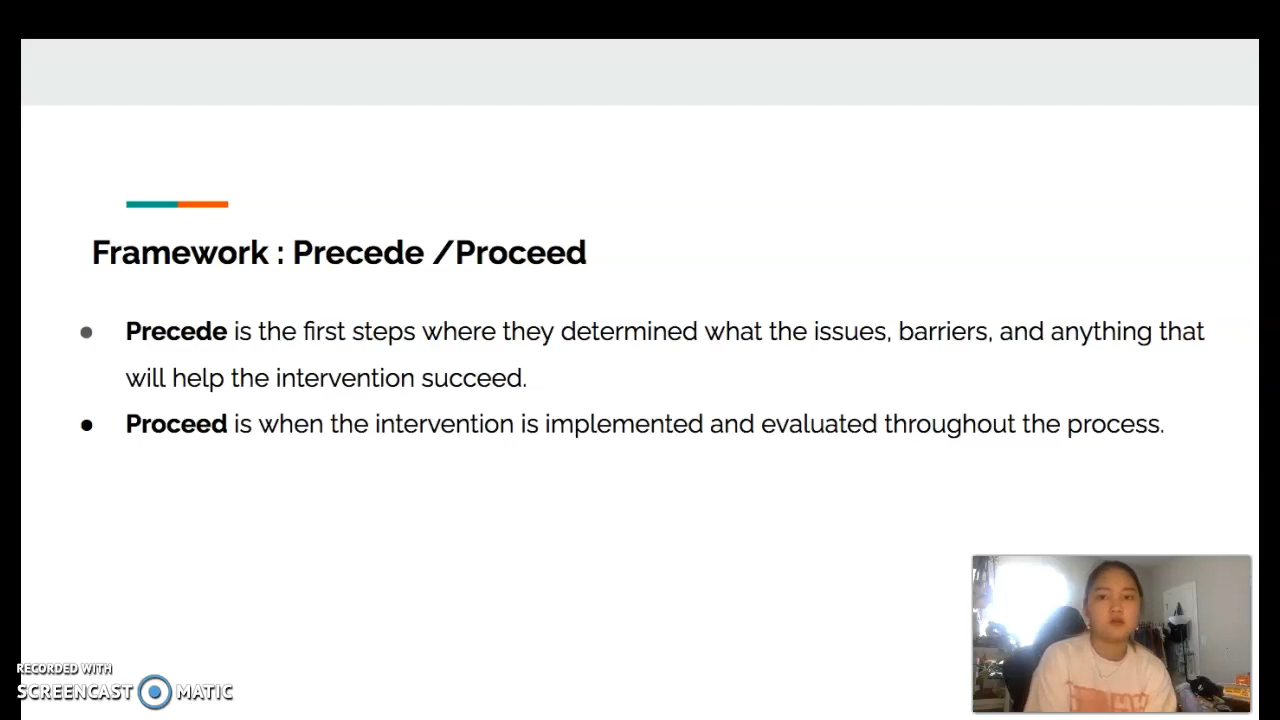 Framework : Precede /Proceed
● Precede is the first steps where they determined what the issues, barriers, and anything that
will help the intervention succeed.
● Proceed is when the intervention is implemented and evaluated throughout the process.
RECORDED WITH
SCREENCAST MATIC